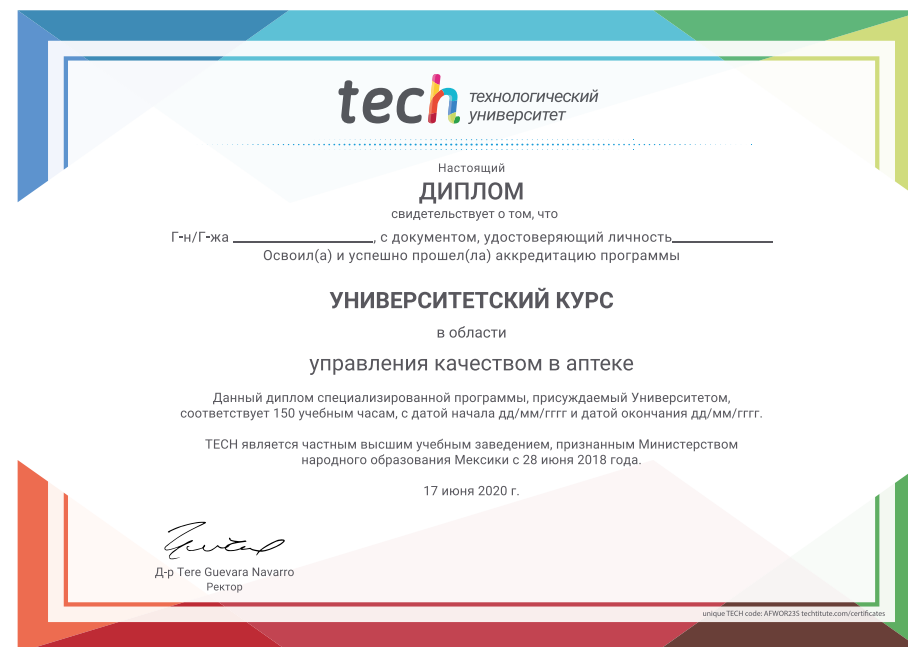 tech технологический
университет
Настоящий
ДИПЛОМ
свидетельствует о том, что
Г-н/Г-жа ____________________, с документом, удостоверяющий личность______________
Освоил(а) и успешно прошел(ла) аккредитацию программы
УНИВЕРСИТЕТСКИЙ КУРС
в области
управления качеством в аптеке
Данный диплом специализированной программы, присуждаемый Университетом,
соответствует 150 учебным часам, с датой начала дд/мм/гггг и датой окончания дд/мм/гггг.
TECH является частным высшим учебным заведением, признанным Министерством
народного образования Мексики с 28 июня 2018 года.
17 июня 2020 г.
Д-р Tere Guevara Navarro
Ректор
unique TECH code: AFWOR23S techtitute.com/certificates